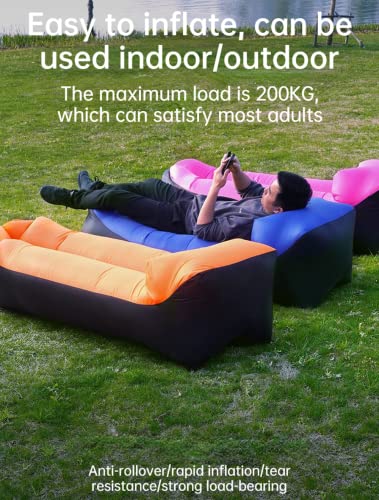 Easy to inflate, can be
used indoor/outdoor
The maximum load is 200KG,
which can satisfy most adults
Anti-rollover/rapid inflation/tear
resistance/strong load-bearing